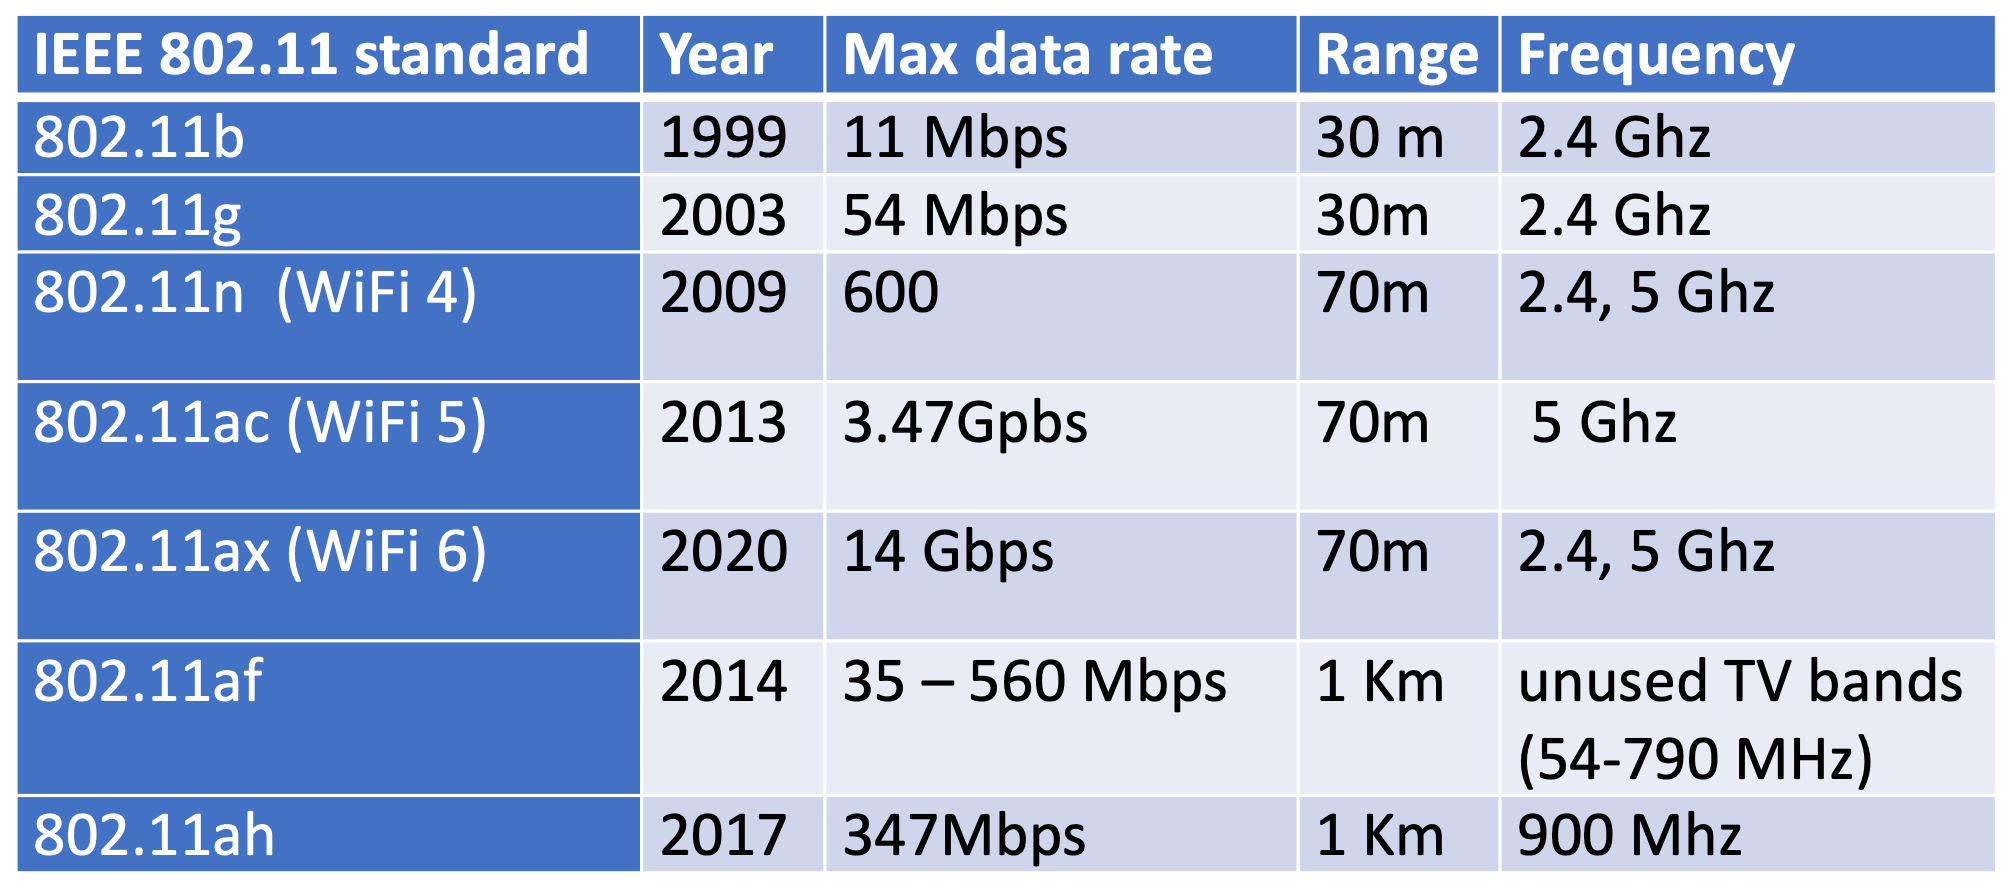 IEEE 802.11 standard Year Max data rate Range Frequency
802.11b 1999 11 Mbps 30 m 2.4 Ghz
802.11g 2003 54 Mbps 30m 2.4 Ghz
802.11n  (WiFi 4) 2009 600 70m 2.4, 5 Ghz
802.11ac (WiFi 5) 2013 3.47Gpbs 70m 5 Ghz
802.11ax (WiFi 6) 2020 14 Gbps 70m 2.4, 5 Ghz
802.11af 2014 35 – 560 Mbps 1 Km unused TV bands
(54-790 MHz)
802.11ah 2017 347Mbps 1 Km 900 Mhz